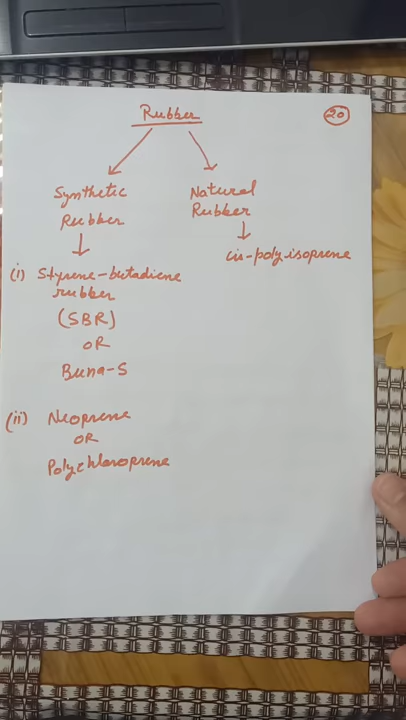 Rubber
20
Synthetic
Rubber
Natural
Rubber
cis-polyisoprene
(i) Styrene-butadiene
rubber
(SBR)
OR
Buna-S
(ii) Neoprene
OR
Polychloroprene